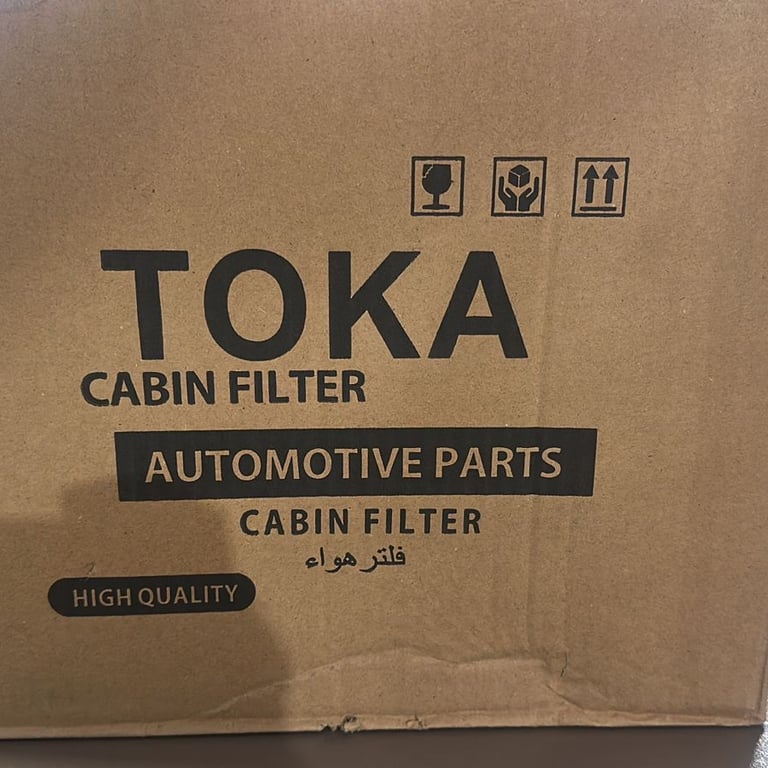 TOKA
CABIN FILTER
AUTOMOTIVE PARTS
CABIN FILTER
فلتر هواء
HIGH QUALITY